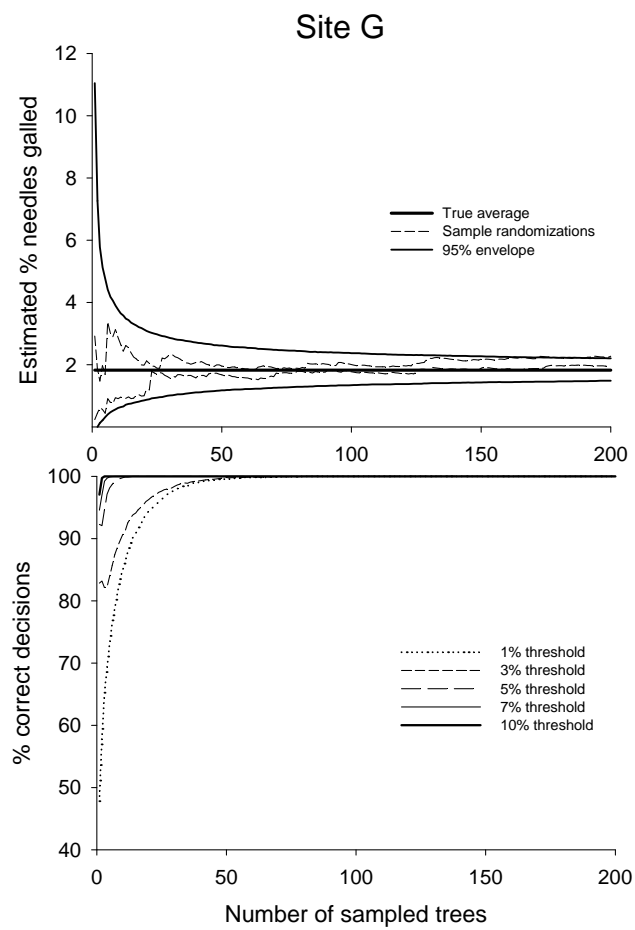 Site G
12
10
8
6
4
2
Estimated % needles galled
True average
Sample randomizations
95% envelope
0
50
100
150
200
100
90
80
70
60
50
40
% correct decisions
1% threshold
3% threshold
5% threshold
7% threshold
10% threshold
0
50
100
150
200
Number of sampled trees